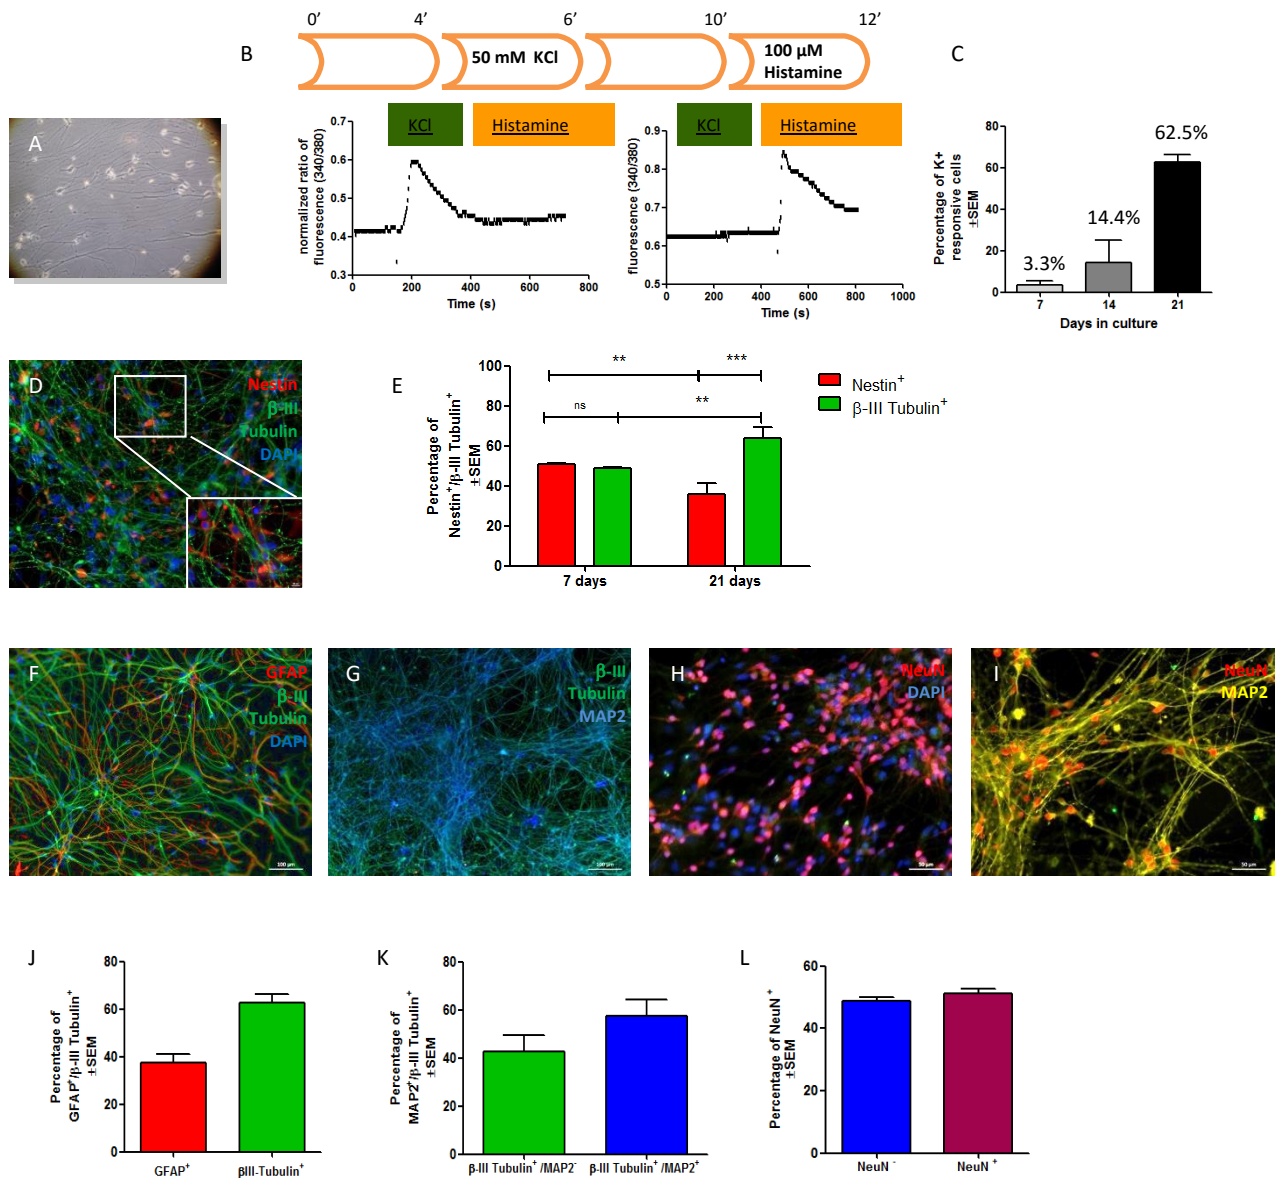 0’ 4’ 6’ 10’ 12’
B
50 mM KCl
100 µM
Histamine
C
A
KCl
Histamine
KCl
Histamine
normalized ratio of
fluorescence (340/380)
0.7
0.6
0.5
0.4
0.3
0 200 400 600 800
Time (s)
fluorescence (340/380)
0.9
0.8
0.7
0.6
0.5
0 200 400 600 800 1000
Time (s)
Percentage of K+
responsive cells
±SEM
80
60
40
20
0
3.3%
14.4%
62.5%
7 14 21
Days in culture
D
Nestin
β-III
Tubulin
DAPI
E
Percentage of
Nestin+/β-III Tubulin+
±SEM
100
80
60
40
20
0
** ***
ns **
7 days 21 days
Nestin+
β-III Tubulin+
F
GFAP
β-III
Tubulin
DAPI
100 µm
G
β-III
Tubulin
MAP2
100 µm
H
NeuN
DAPI
50 µm
I
NeuN
MAP2
50 µm
J
Percentage of
GFAP+/β-III Tubulin+
±SEM
80
60
40
20
0
GFAP+ βIII-Tubulin+
K
Percentage of
MAP2+/β-III Tubulin+
±SEM
80
60
40
20
0
β-III Tubulin+/MAP2- β-III Tubulin+/MAP2+
L
Percentage of NeuN+
±SEM
60
40
20
0
NeuN- NeuN+